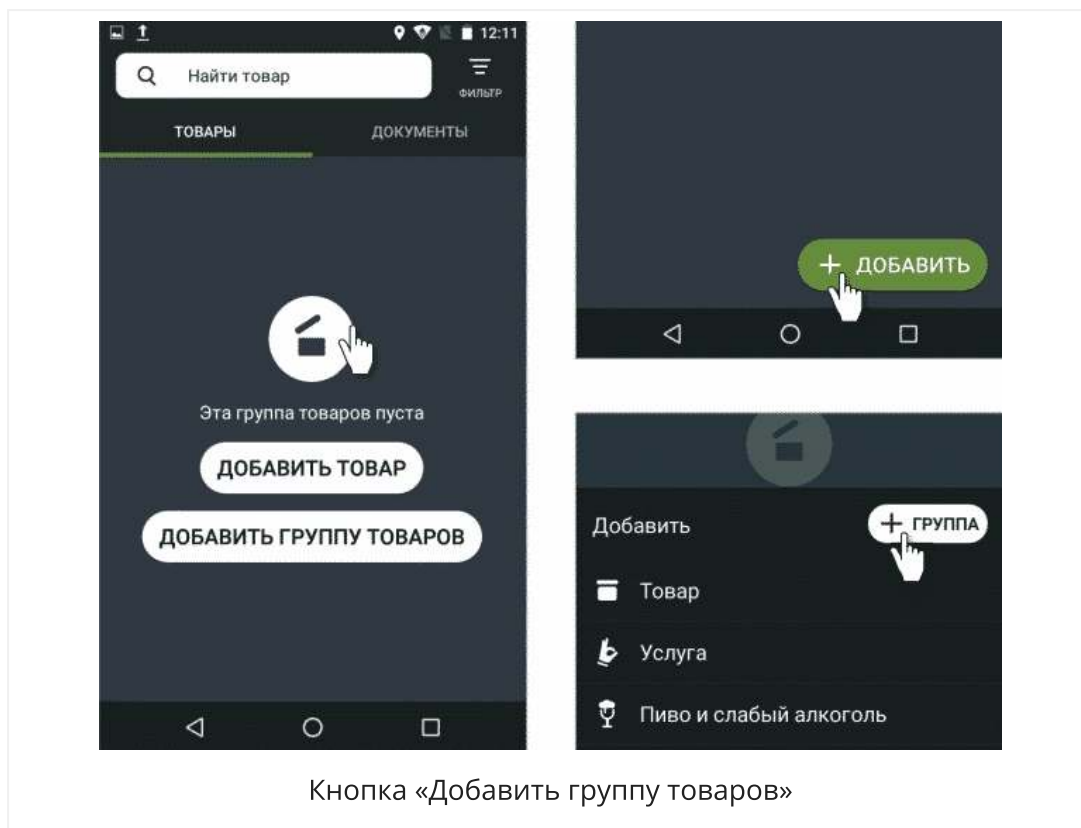 12:11
Найти товар
ФИЛЬТР
ТОВАРЫ
ДОКУМЕНТЫ
Эта группа товаров пуста
ДОБАВИТЬ ТОВАР
ДОБАВИТЬ ГРУППУ ТОВАРОВ
+ ДОБАВИТЬ
Добавить
+ ГРУППА
Товар
Услуга
Пиво и слабый алкоголь
Кнопка «Добавить группу товаров»